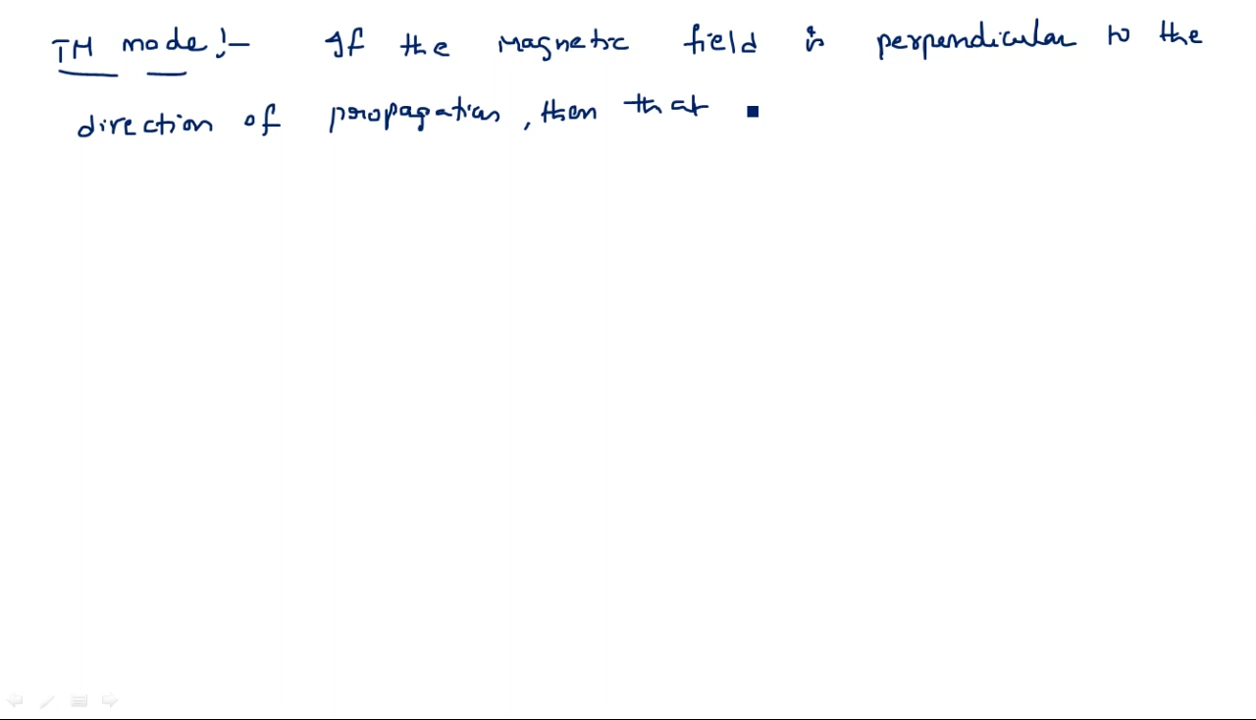 TM mode:- If the Magnetic field is perpendicular to the
direction of propagation, then that